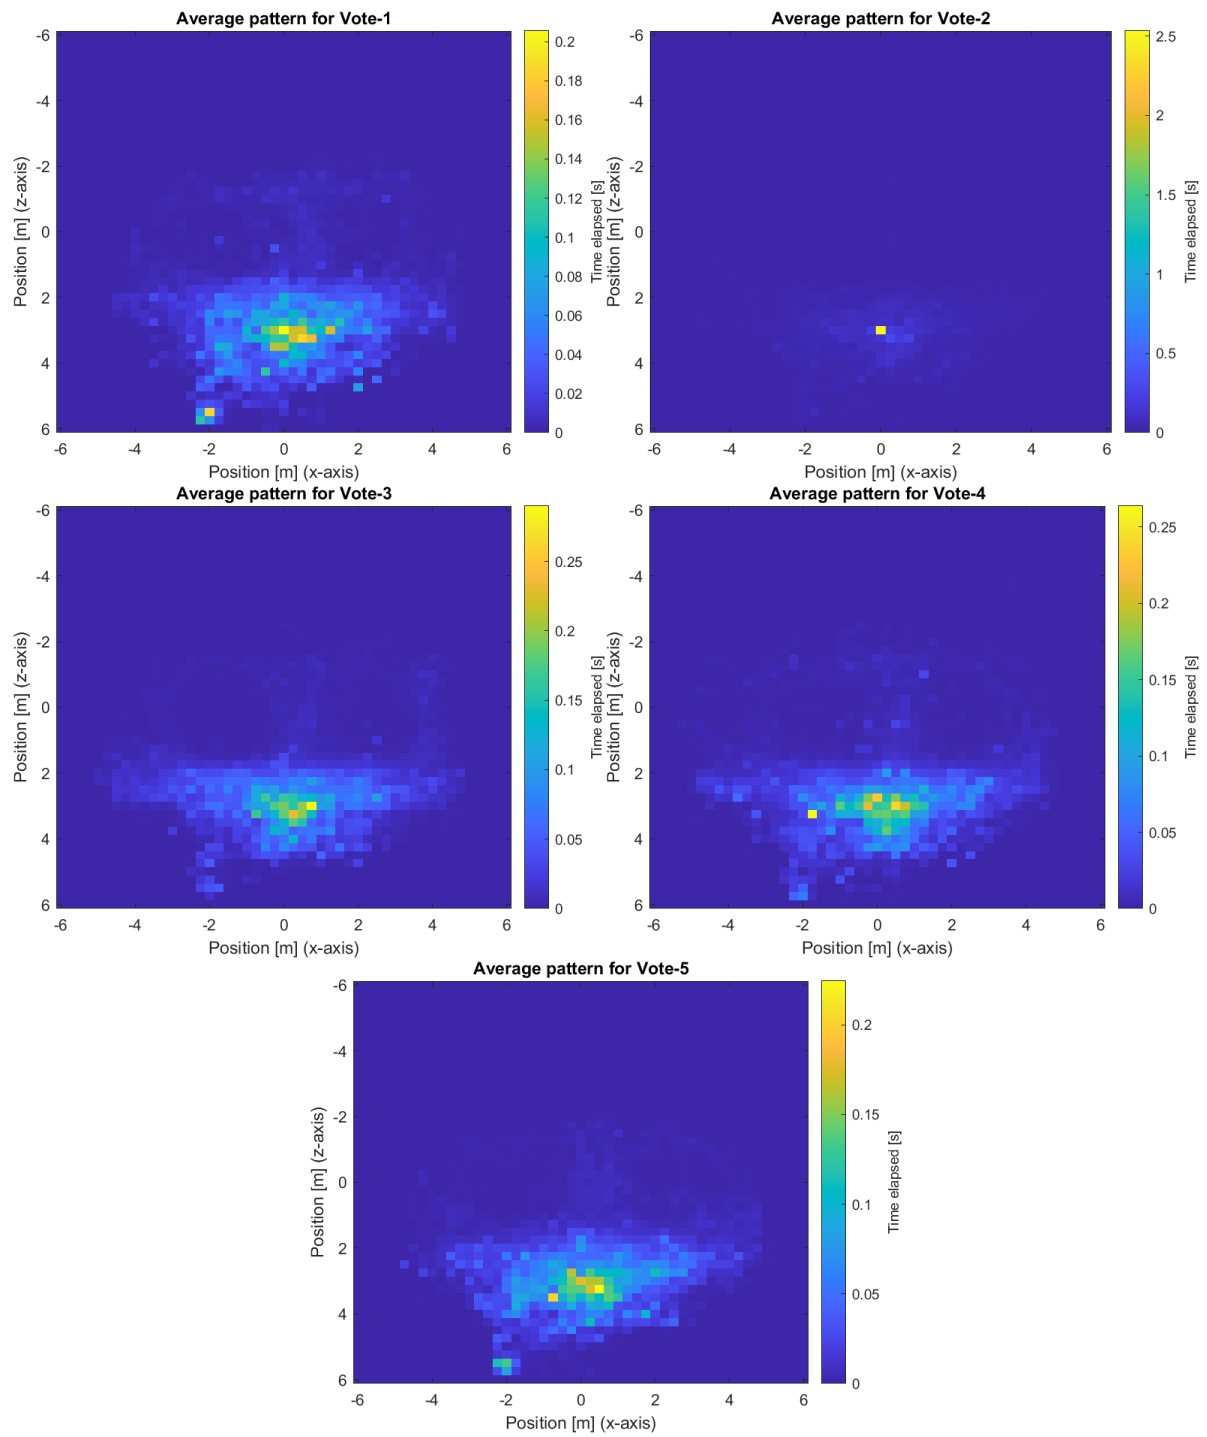 Average pattern for Vote-1
-6
-4
-2
0
2
4
6
-6 -4 -2 0 2 4 6
Position [m] (x-axis)
Position [m] (z-axis)
0.2
0.18
0.16
0.14
0.12
0.1
0.08
0.06
0.04
0.02
0
Time elapsed [s]
Average pattern for Vote-2
-6
-4
-2
0
2
4
6
-6 -4 -2 0 2 4 6
Position [m] (x-axis)
Position [m] (z-axis)
2.5
2
1.5
1
0.5
0
Time elapsed [s]
Average pattern for Vote-3
-6
-4
-2
0
2
4
6
-6 -4 -2 0 2 4 6
Position [m] (x-axis)
Position [m] (z-axis)
0.25
0.2
0.15
0.1
0.05
0
Time elapsed [s]
Average pattern for Vote-4
-6
-4
-2
0
2
4
6
-6 -4 -2 0 2 4 6
Position [m] (x-axis)
Position [m] (z-axis)
0.25
0.2
0.15
0.1
0.05
0
Time elapsed [s]
Average pattern for Vote-5
-6
-4
-2
0
2
4
6
-6 -4 -2 0 2 4 6
Position [m] (x-axis)
Position [m] (z-axis)
0.2
0.15
0.1
0.05
0
Time elapsed [s]